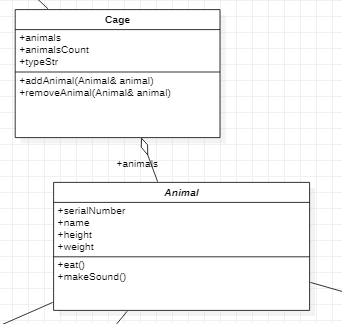 Cage
+animals
+animalsCount
+typeStr
+addAnimal(Animal& animal)
+removeAnimal(Animal& animal)
+animals
Animal
+serialNumber
+name
+height
+weight
+eat()
+makeSound()